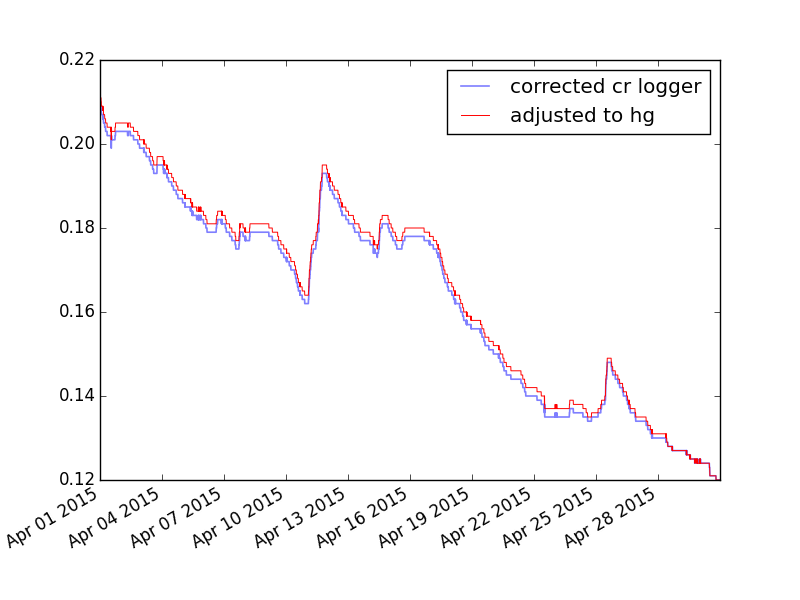 0.22
corrected cr logger
adjusted to hg
0.20
0.18
0.16
0.14
0.12
Apr 01 2015
Apr 04 2015
Apr 07 2015
Apr 10 2015
Apr 13 2015
Apr 16 2015
Apr 19 2015
Apr 22 2015
Apr 25 2015
Apr 28 2015